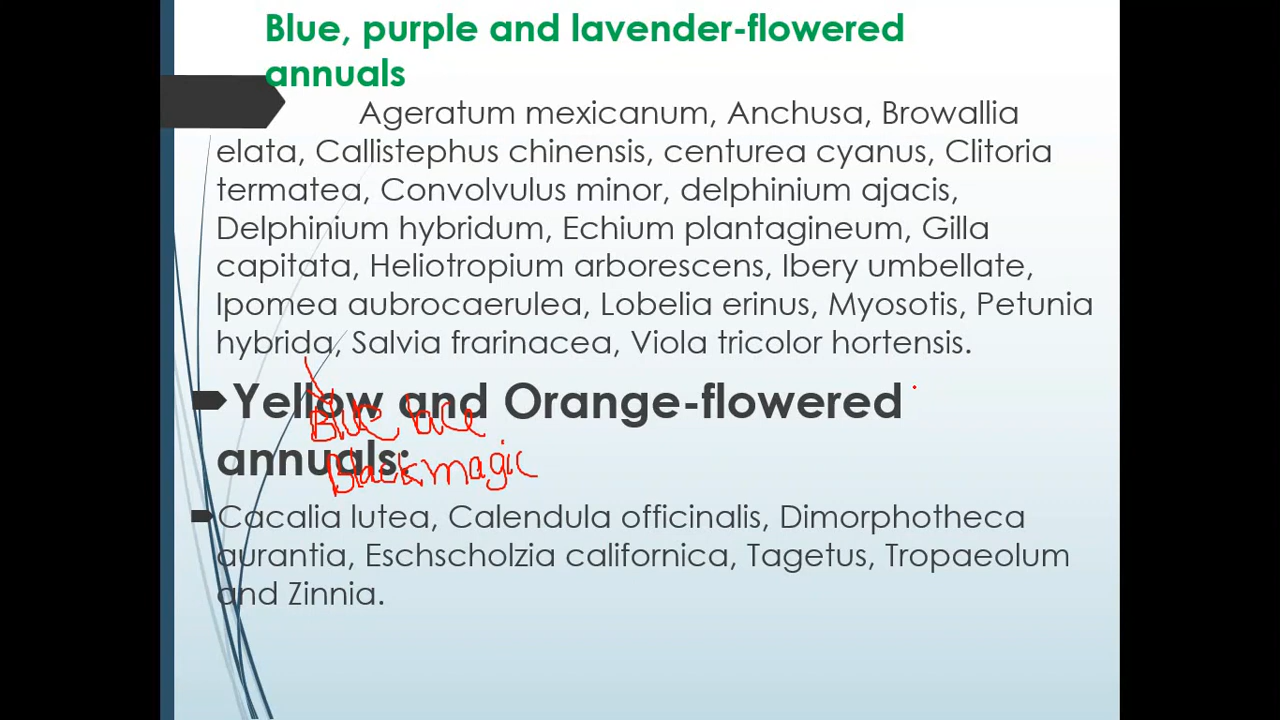 Blue, purple and lavender-flowered
annuals
Ageratum mexicanum, Anchusa, Browallia
elata, Callistephus chinensis, centurea cyanus, Clitoria
termatea, Convolvulus minor, delphinium ajacis,
Delphinium hybridum, Echium plantagineum, Gilla
capitata, Heliotropium arborescens, Ibery umbellate,
Ipomea aubrocaerulea, Lobelia erinus, Myosotis, Petunia
hybrida, Salvia frarinacea, Viola tricolor hortensis.
Yellow and Orange-flowered
Blue lace
annuals:
Blackmagic
Cacalia lutea, Calendula officinalis, Dimorphotheca
aurantia, Eschscholzia californica, Tagetus, Tropaeolum
and Zinnia.